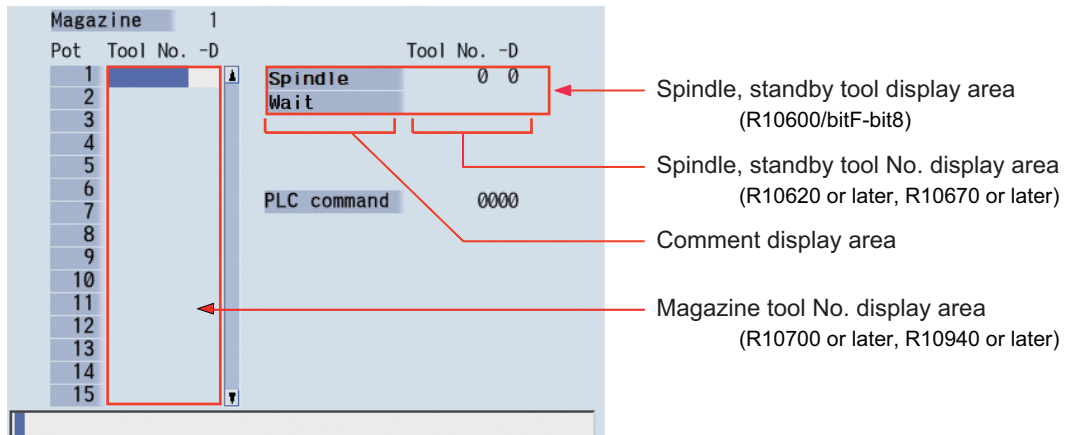 Magazine 1
Pot Tool No. -D Tool No. -D
1 Spindle 0 0
2 Wait
3
4
5
6
7 PLC command 0000
8
9
10
11
12
13
14
15
Spindle, standby tool display area
(R10600/bitF-bit8)
Spindle, standby tool No. display area
(R10620 or later, R10670 or later)
Comment display area
Magazine tool No. display area
(R10700 or later, R10940 or later)